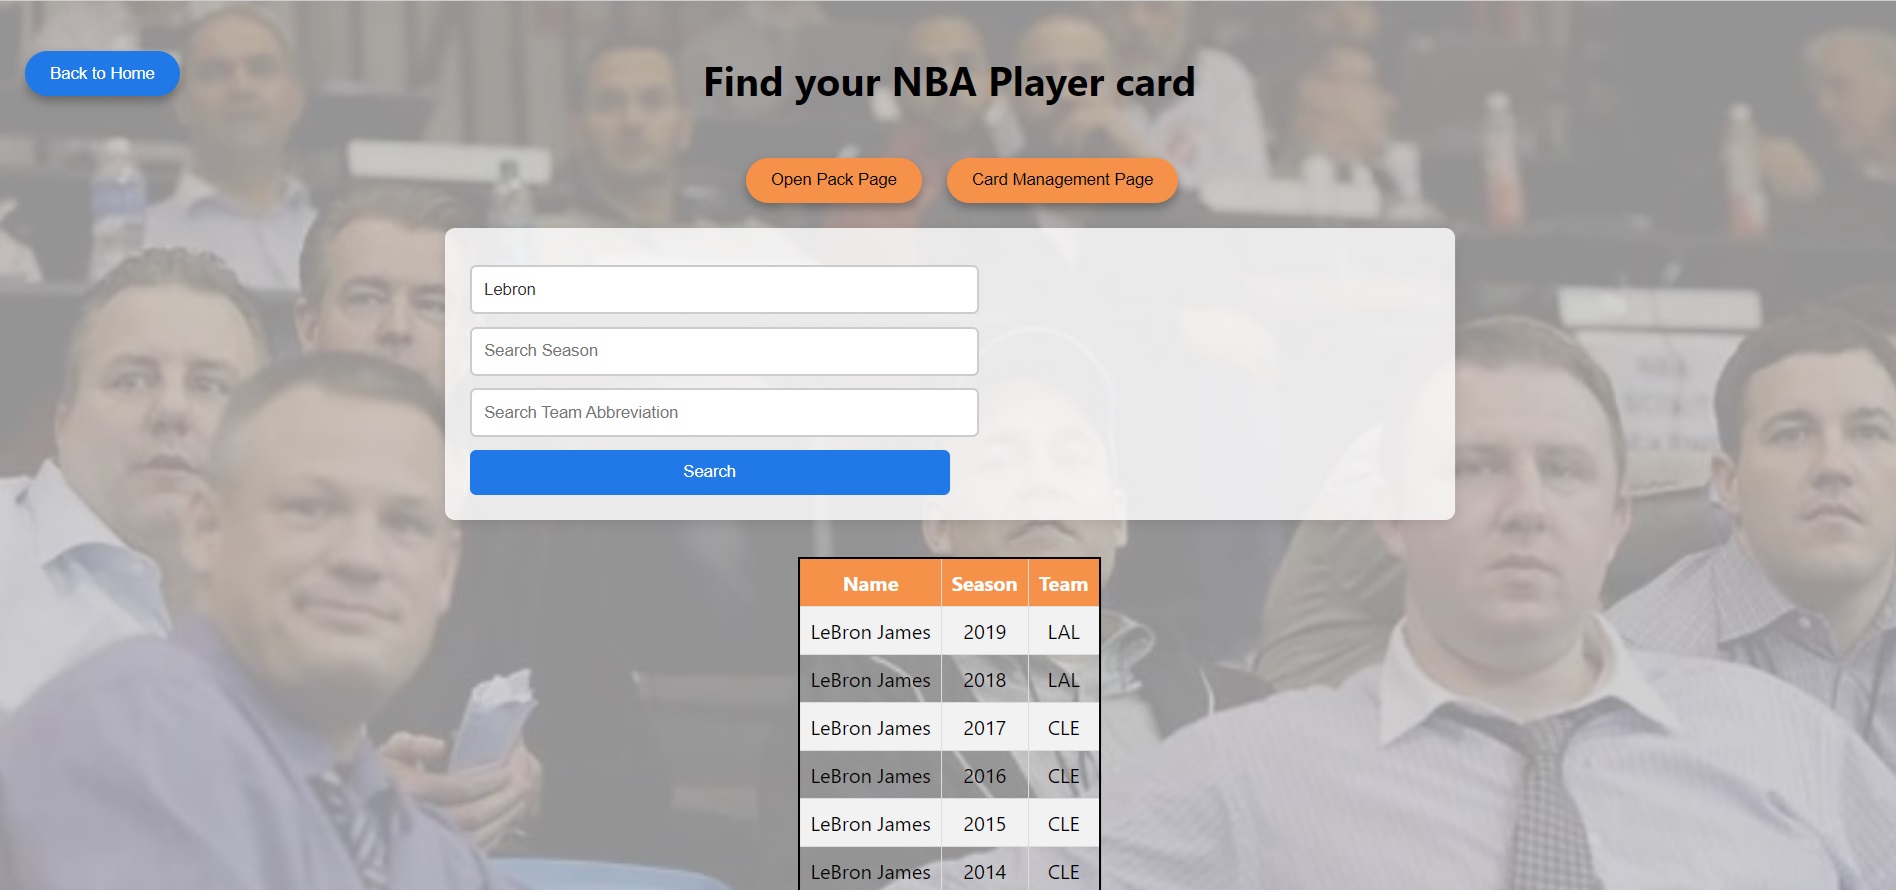 Back to Home
Find your NBA Player card
Open Pack Page
Card Management Page
Lebron
Search Season
Search Team Abbreviation
Search
Name Season Team
LeBron James 2019 LAL
LeBron James 2018 LAL
LeBron James 2017 CLE
LeBron James 2016 CLE
LeBron James 2015 CLE
LeBron James 2014 CLE